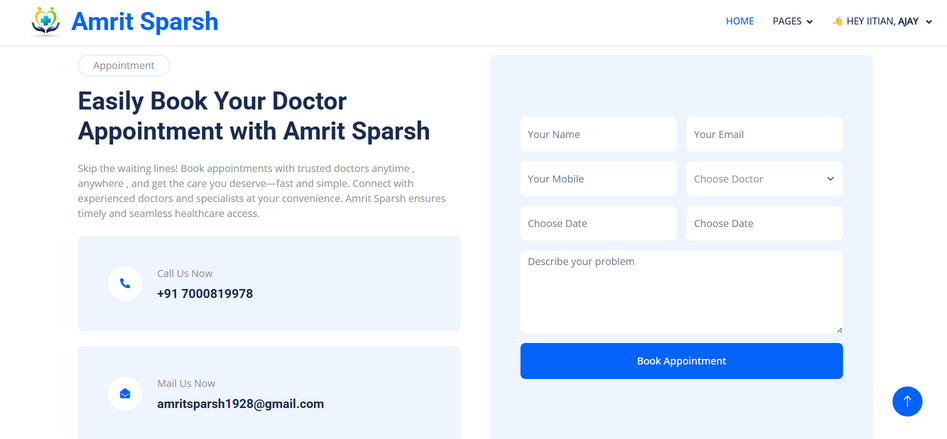 Amrit Sparsh
HOME PAGES 👋 HEY IITIAN, AJAY
Appointment
Easily Book Your Doctor
Appointment with Amrit Sparsh
Skip the waiting lines! Book appointments with trusted doctors anytime ,
anywhere , and get the care you deserve—fast and simple. Connect with
experienced doctors and specialists at your convenience. Amrit Sparsh ensures
timely and seamless healthcare access.
Call Us Now
+91 7000819978
Mail Us Now
amritsparsh1928@gmail.com
Your Name Your Email
Your Mobile Choose Doctor
Choose Date Choose Date
Describe your problem
Book Appointment